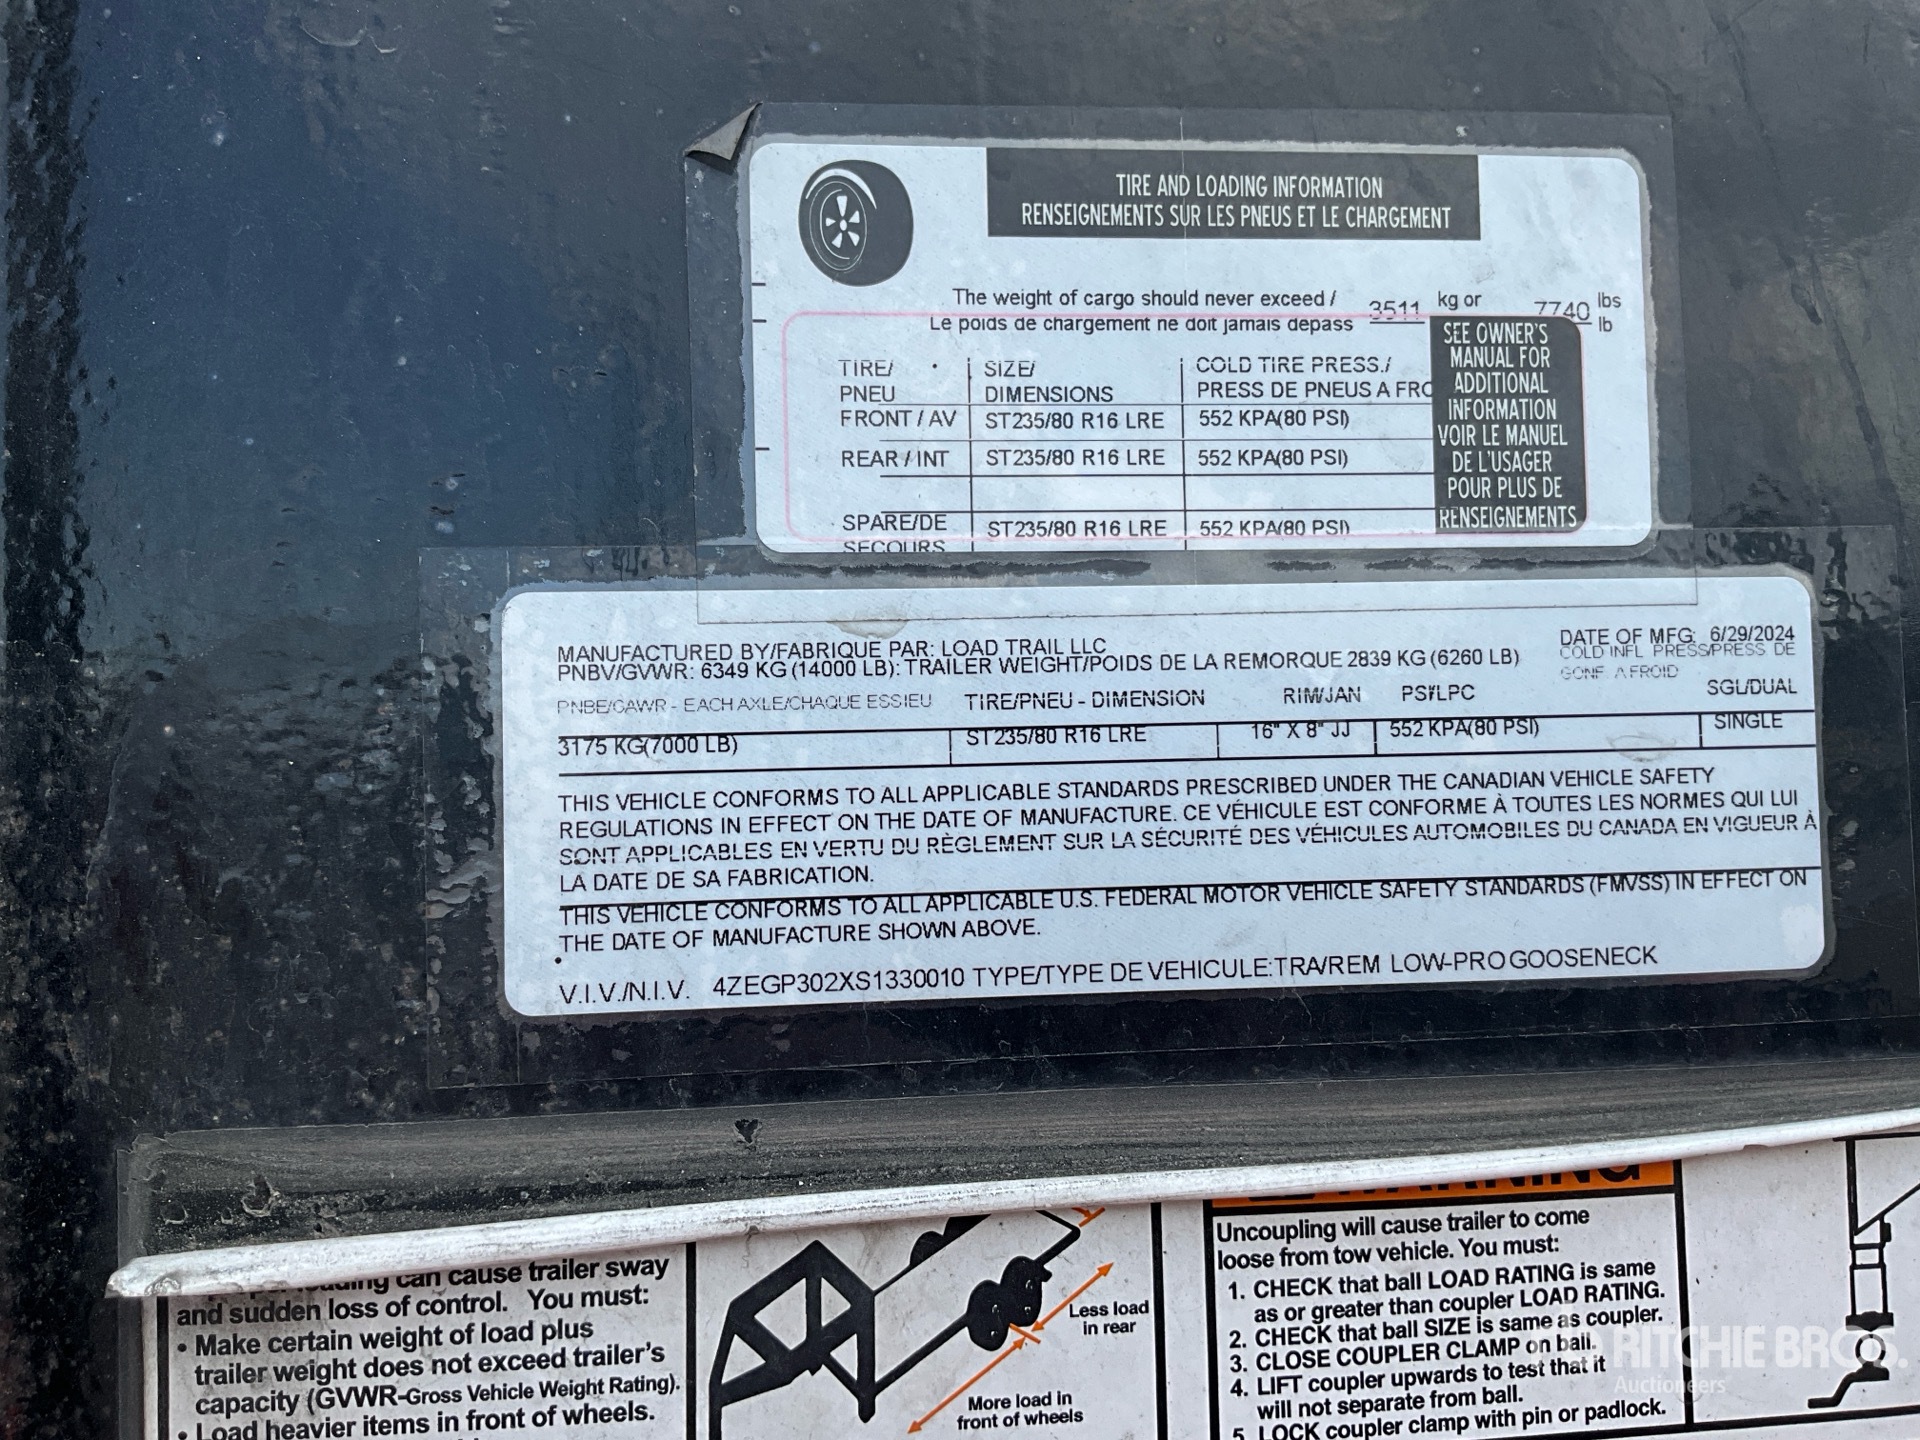 TIRE AND LOADING INFORMATION
RENSEIGNEMENTS SUR LES PNEUS ET LE CHARGEMENT
The weight of cargo should never exceed / 3511 kg or 7740 lbs
Le poids de chargement ne doit jamais depass lb
TIRE/ SIZE/ COLD TIRE PRESS./
PNEU DIMENSIONS PRESS DE PNEUS A FRO
FRONT / AV ST235/80 R16 LRE 552 KPA(80 PSI)
REAR / INT ST235/80 R16 LRE 552 KPA(80 PSI)
SPARE/DE ST235/80 R16 LRE 552 KPA(80 PSI)
SECOURS
SEE OWNER'S
MANUAL FOR
ADDITIONAL
INFORMATION
VOIR LE MANUEL
DE L'USAGER
POUR PLUS DE
RENSEIGNEMENTS
MANUFACTURED BY/FABRIQUE PAR: LOAD TRAIL LLC DATE OF MFG: 6/29/2024
PNBV/GVWR: 6349 KG (14000 LB): TRAILER WEIGHT/POIDS DE LA REMORQUE 2839 KG (6260 LB) COLD INFL PRESS/PRESS DE
GONF. A FROID
PNBE/GAWR - EACH AXLE/CHAQUE ESSIEU TIRE/PNEU - DIMENSION RIM/JAN PSI/LPC SGL/DUAL
3175 KG(7000 LB) ST235/80 R16 LRE 16" X 8" JJ 552 KPA(80 PSI) SINGLE
THIS VEHICLE CONFORMS TO ALL APPLICABLE STANDARDS PRESCRIBED UNDER THE CANADIAN VEHICLE SAFETY
REGULATIONS IN EFFECT ON THE DATE OF MANUFACTURE. CE VÉHICULE EST CONFORME À TOUTES LES NORMES QUI LUI
SONT APPLICABLES EN VERTU DU RÈGLEMENT SUR LA SÉCURITÉ DES VÉHICULES AUTOMOBILES DU CANADA EN VIGUEUR À
LA DATE DE SA FABRICATION.
THIS VEHICLE CONFORMS TO ALL APPLICABLE U.S. FEDERAL MOTOR VEHICLE SAFETY STANDARDS (FMVSS) IN EFFECT ON
THE DATE OF MANUFACTURE SHOWN ABOVE.
V.I.V./N.I.V. 4ZEGP302XS1330010 TYPE/TYPE DE VEHICULE:TRA/REM LOW-PRO GOOSENECK
can cause trailer sway
and sudden loss of control. You must:
• Make certain weight of load plus
trailer weight does not exceed trailer's
capacity (GVWR-Gross Vehicle Weight Rating).
• Load heavier items in front of wheels.
Less load
in rear
More load in
front of wheels
WARNING
Uncoupling will cause trailer to come
loose from tow vehicle. You must:
1. CHECK that ball LOAD RATING is same
as or greater than coupler LOAD RATING.
2. CHECK that ball SIZE is same as coupler.
3. CLOSE COUPLER CLAMP on ball.
4. LIFT coupler upwards to test that it
will not separate from ball.
5. LOCK coupler clamp with pin or padlock.
RITCHIE BROS.
Auctioneers